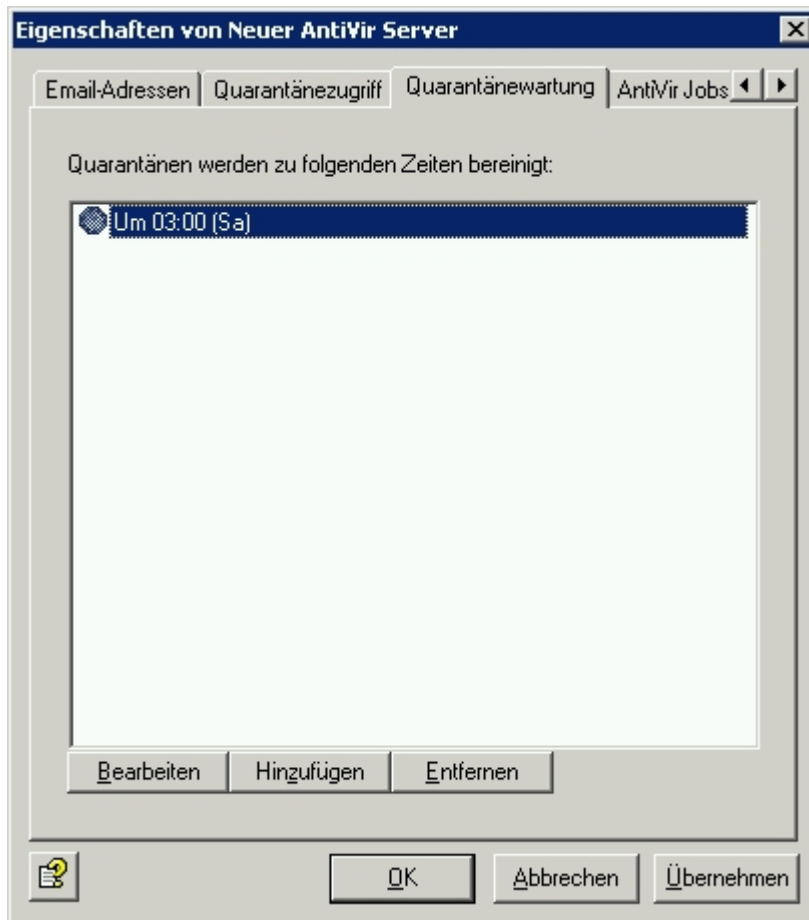 Eigenschaften von Neuer AntiVir Server
Email-Adressen Quarantänezugriff Quarantänewartung AntiVir Jobs
Quarantänen werden zu folgenden Zeiten bereinigt:
Um 03:00 (Sa)
Bearbeiten Hinzufügen Entfernen
OK Abbrechen Übernehmen